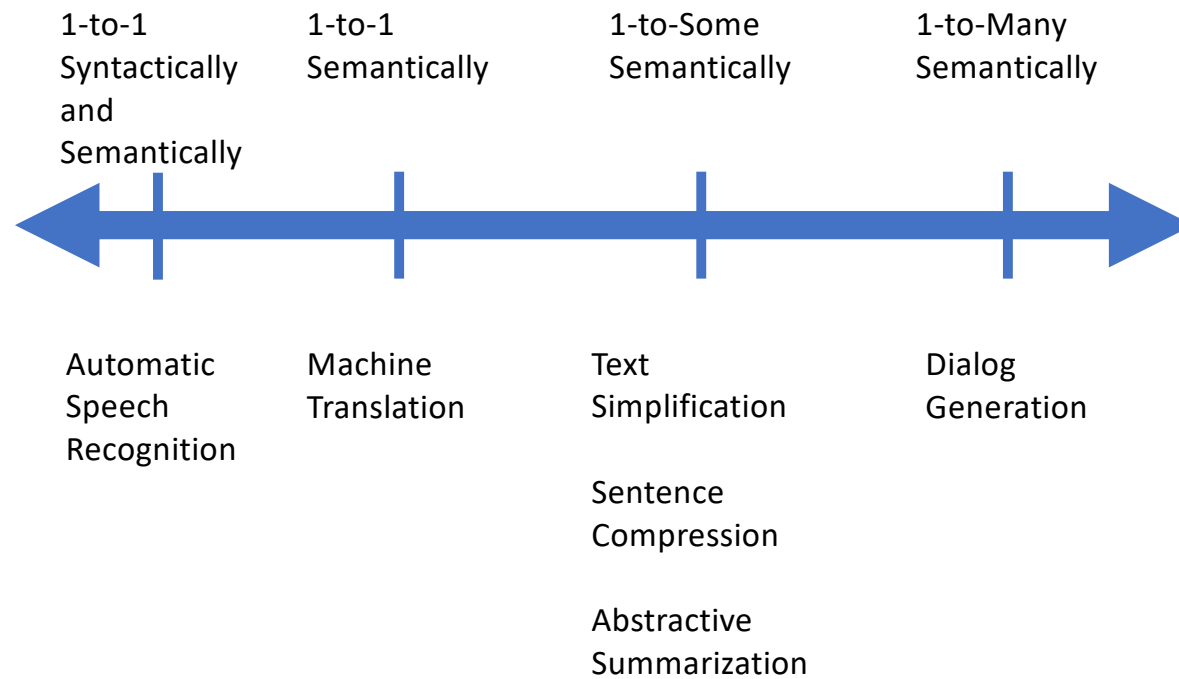 1-to-1
Syntactically
and
Semantically
1-to-1
Semantically
1-to-Some
Semantically
1-to-Many
Semantically
Automatic
Speech
Recognition
Machine
Translation
Text
Simplification
Sentence
Compression
Abstractive
Summarization
Dialog
Generation